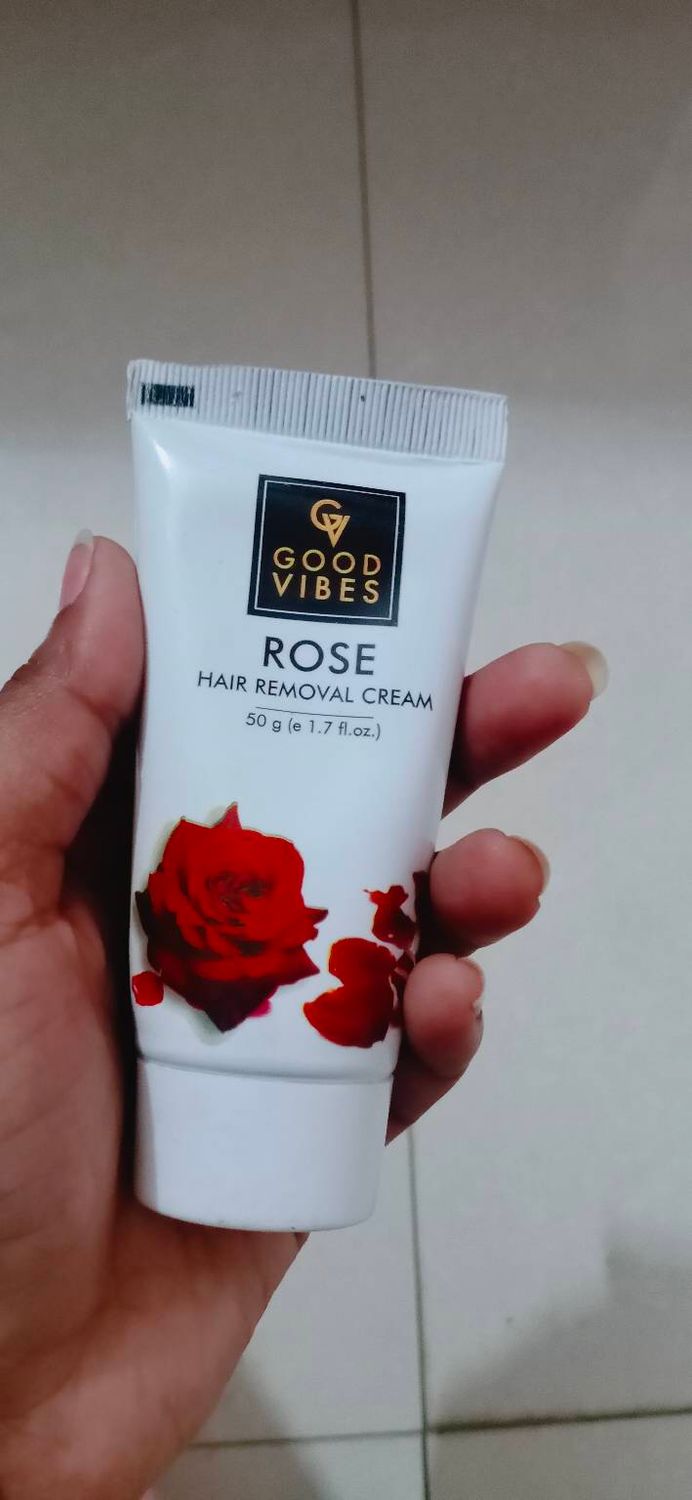 GV
GOOD
VIBES
ROSE
HAIR REMOVAL CREAM
50 g (e 1.7 fl.oz.)